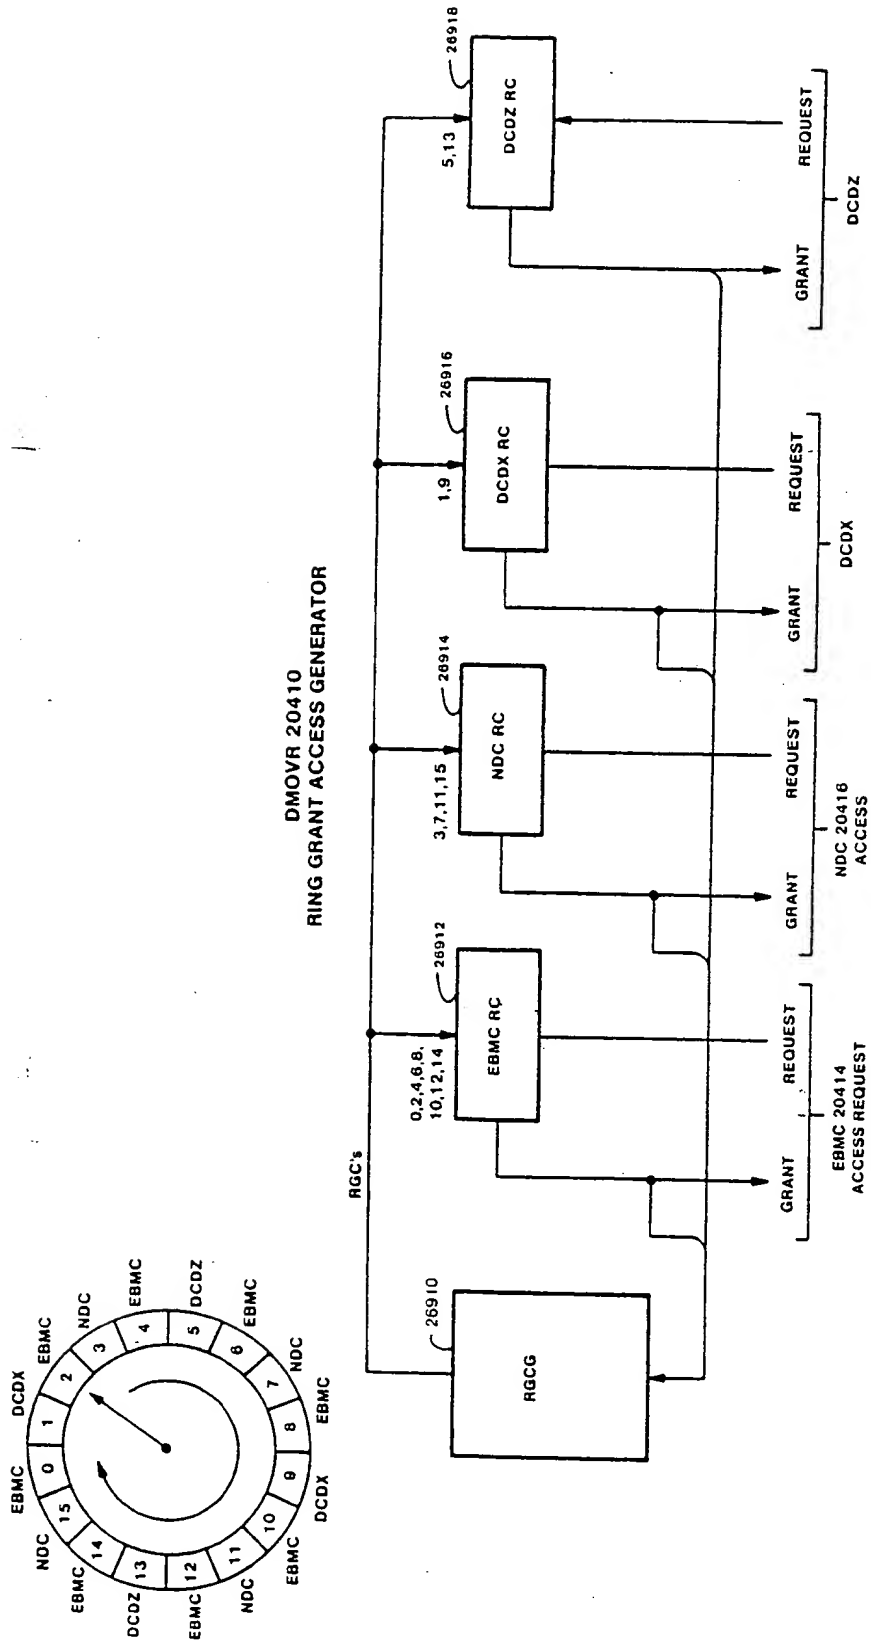 DMOVR 20410
RING GRANT ACCESS GENERATOR
EBMC
DCDX
EBMC
NDC
EBMC
DCDZ
EBMC
NDC
EBMC
DCDX
EBMC
NDC
EBMC
DCDZ
EBMC
NDC
0
1
2
3
4
5
6
7
8
9
10
11
12
13
14
15
RGC's
26910
RGCG
0,2,4,6,8,
10,12,14
26912
EBMC RC
3,7,11,15
26914
NDC RC
1,9
26916
DCDX RC
5,13
26918
DCDZ RC
GRANT
REQUEST
EBMC 20414
ACCESS REQUEST
GRANT
REQUEST
NDC 20416
ACCESS
GRANT
REQUEST
DCDX
GRANT
REQUEST
DCDZ